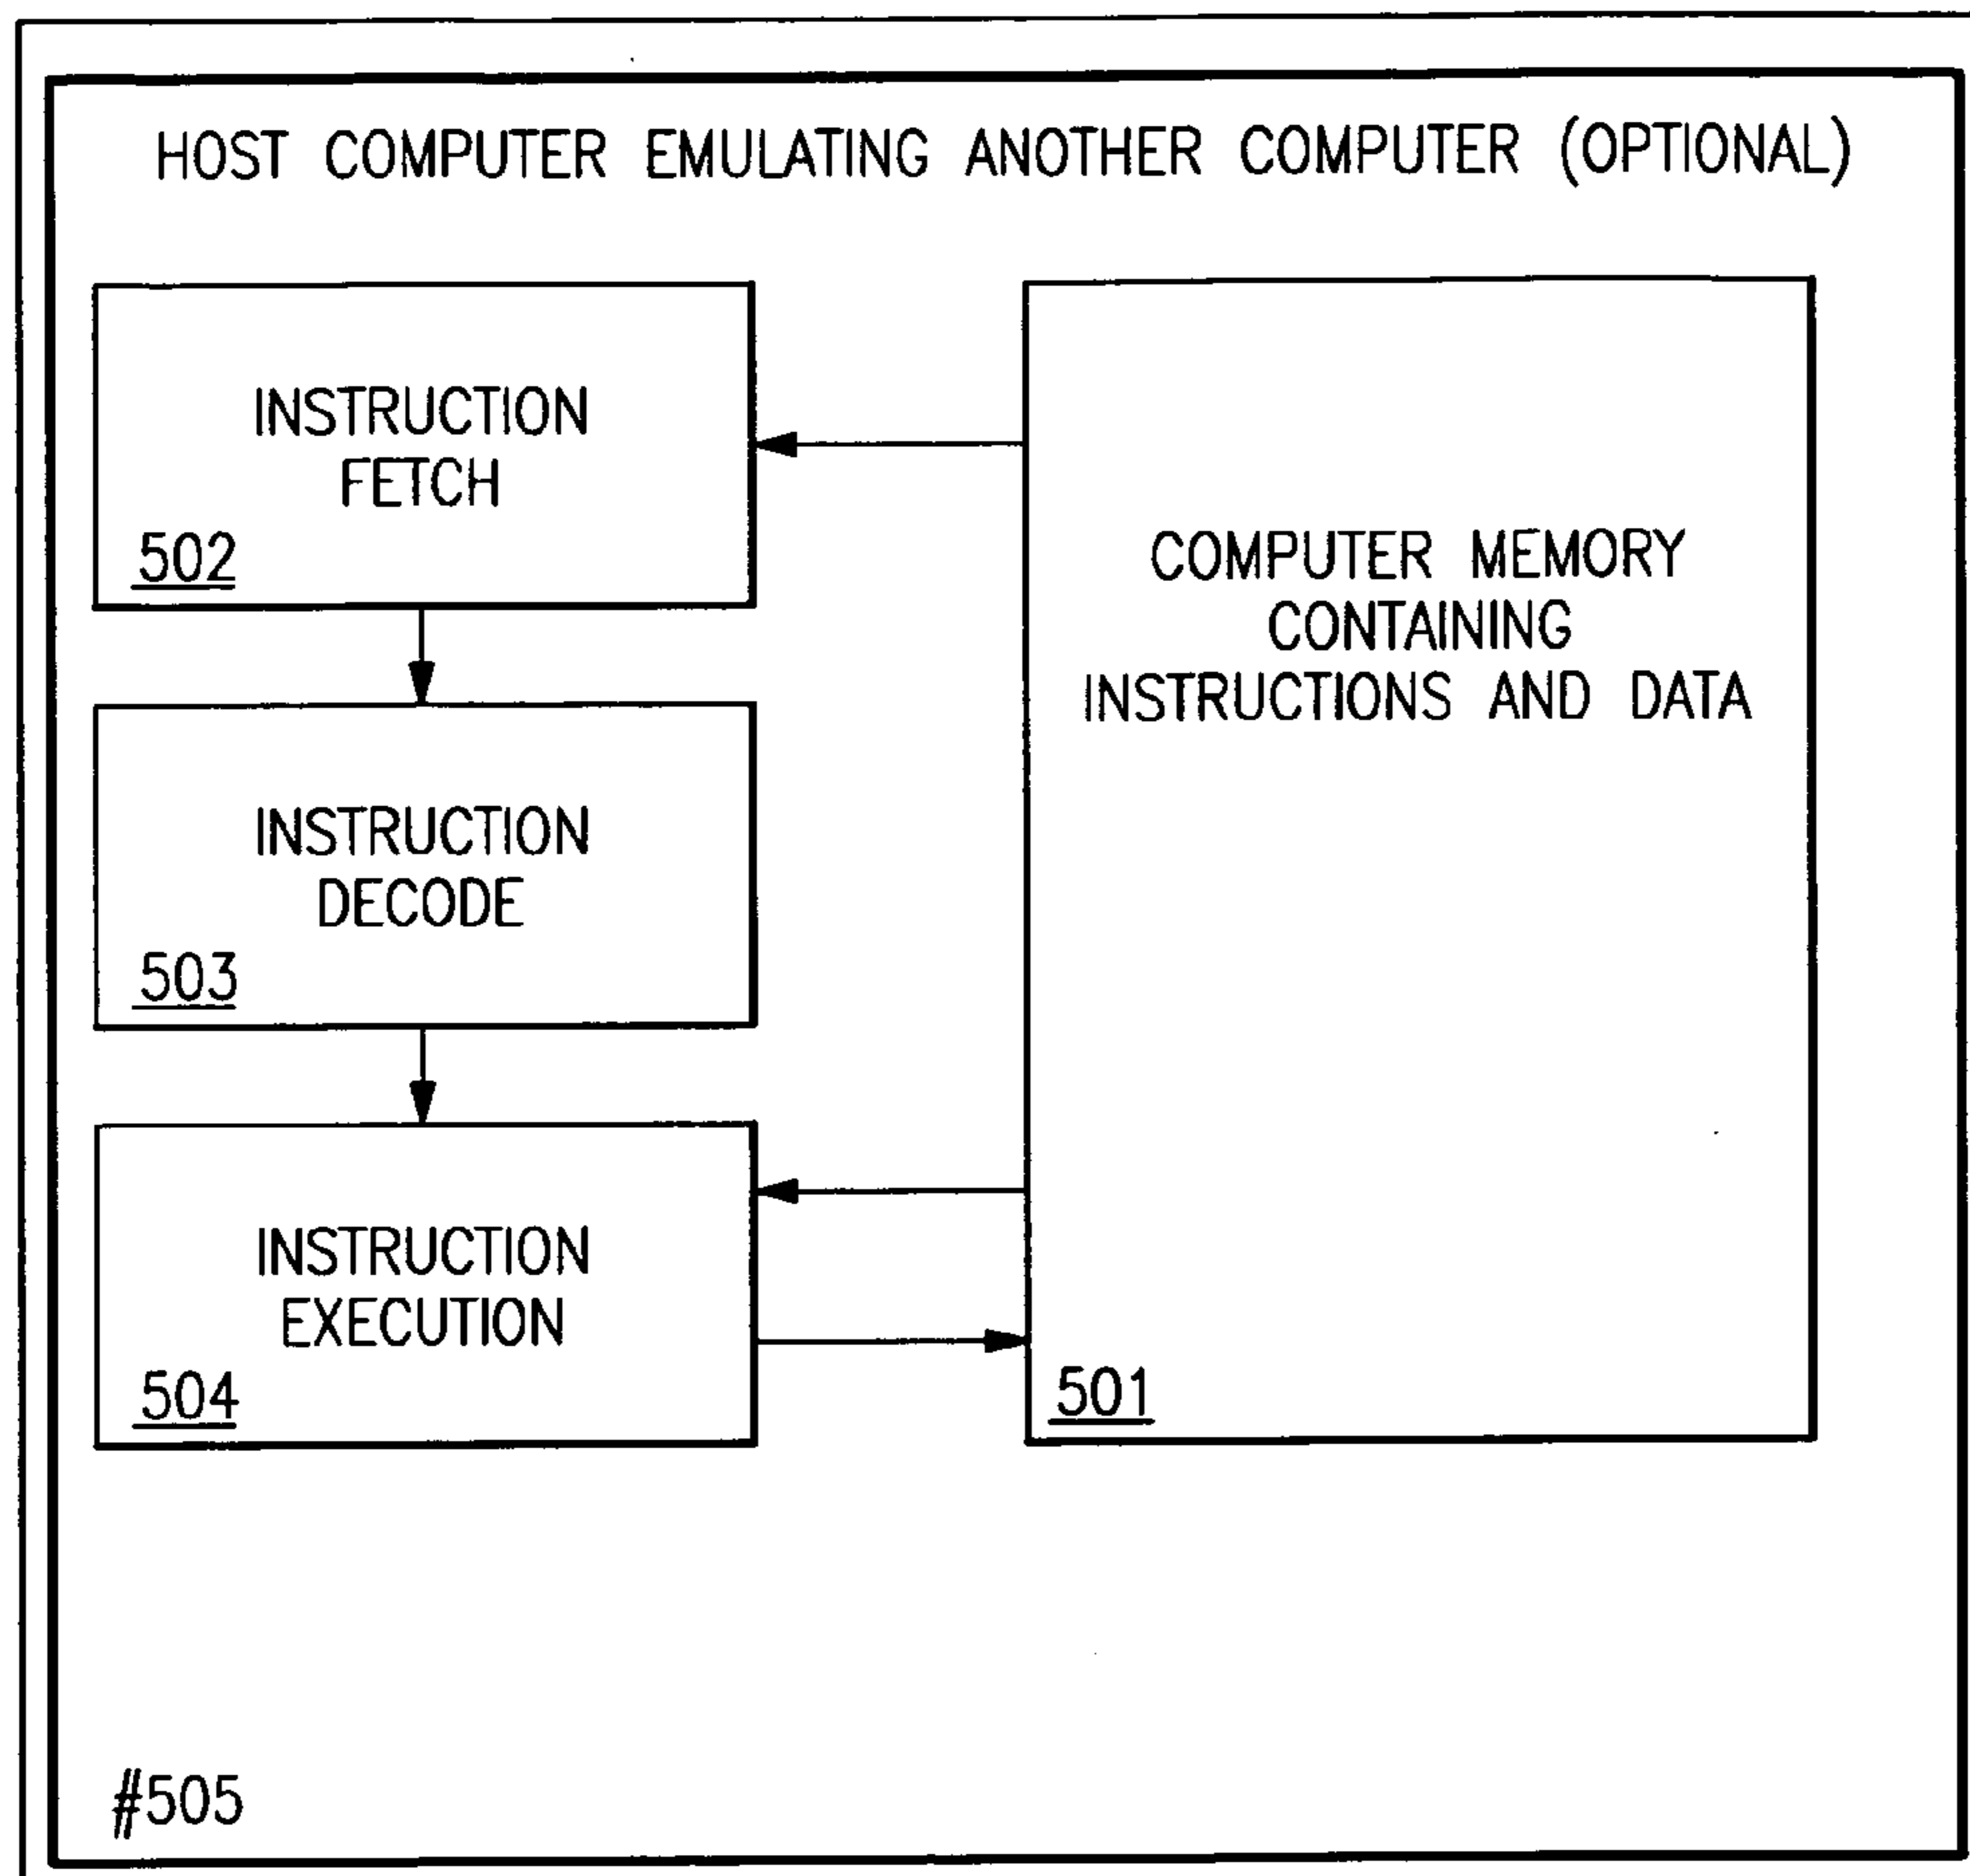 HOST COMPUTER EMULATING ANOTHER COMPUTER (OPTIONAL)
INSTRUCTION
FETCH
502
INSTRUCTION
DECODE
503
INSTRUCTION
EXECUTION
504
COMPUTER MEMORY
CONTAINING
INSTRUCTIONS AND DATA
501
#505